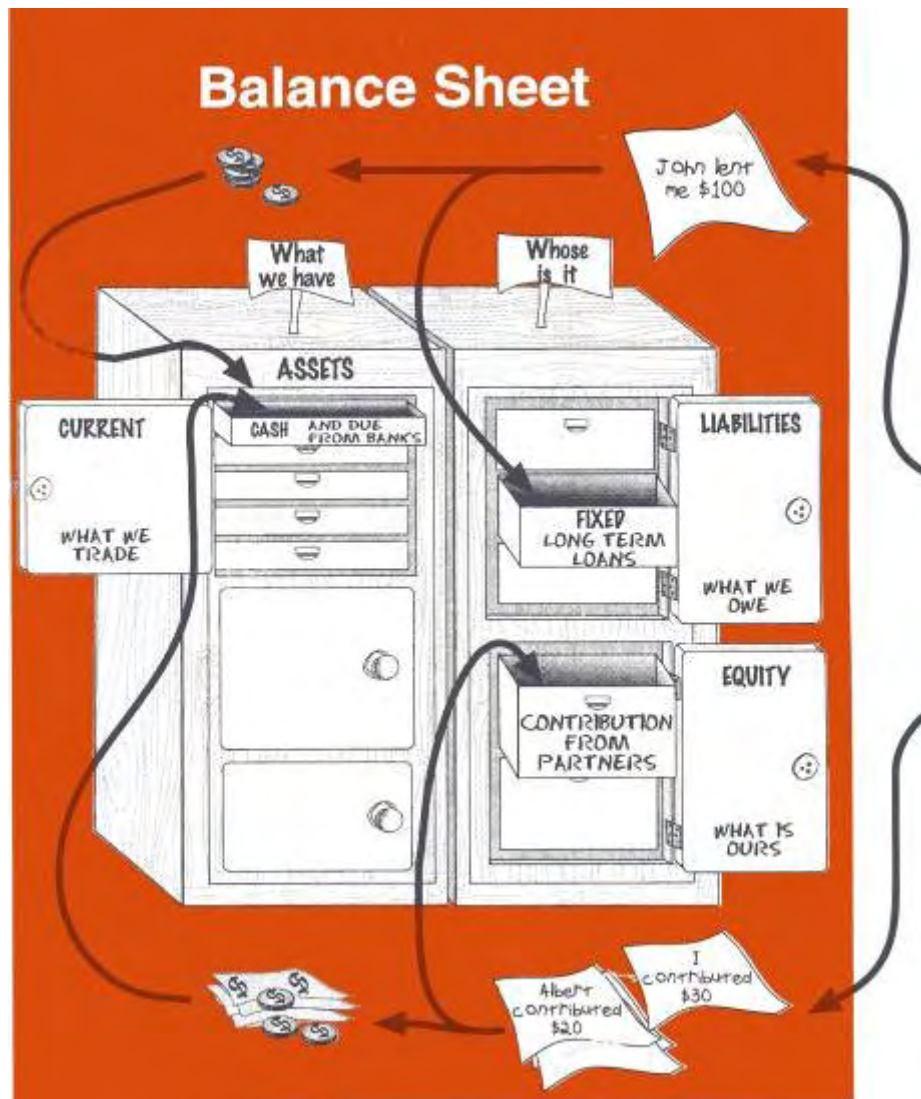 Balance Sheet
John lent
me $100
What
we have
Whose
is it
ASSETS
CURRENT
WHAT WE
TRADE
CASH AND DUE
FROM BANKS
LIABILITIES
WHAT WE
OWE
FIXED
LONG TERM
LOANS
EQUITY
WHAT IS
OURS
CONTRIBUTION
FROM
PARTNERS
$ $
$
$ $
$
$ $
Albert
contributed
$20
I
contributed
$30